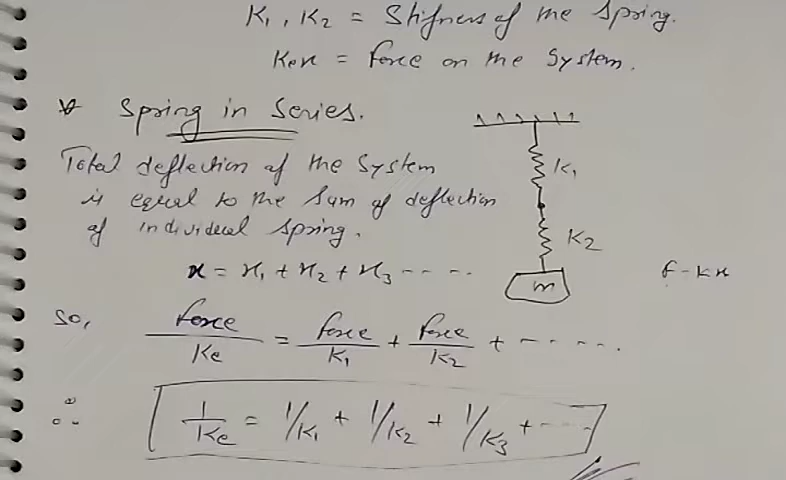 K₁, K₂ = Stifness of the Spring.
Kₑx = force on the System.
* Spring in Series.
Total deflection of the System
is equal to the Sum of deflection
of individual Spring.
K₁
K₂
m
x = x₁ + x₂ + x₃ -- -- .
f - kx
So, force/Ke = force/K₁ + force/K₂ + - - - - .
∴ 1/Ke = 1/K₁ + 1/K₂ + 1/K₃ + - - - -